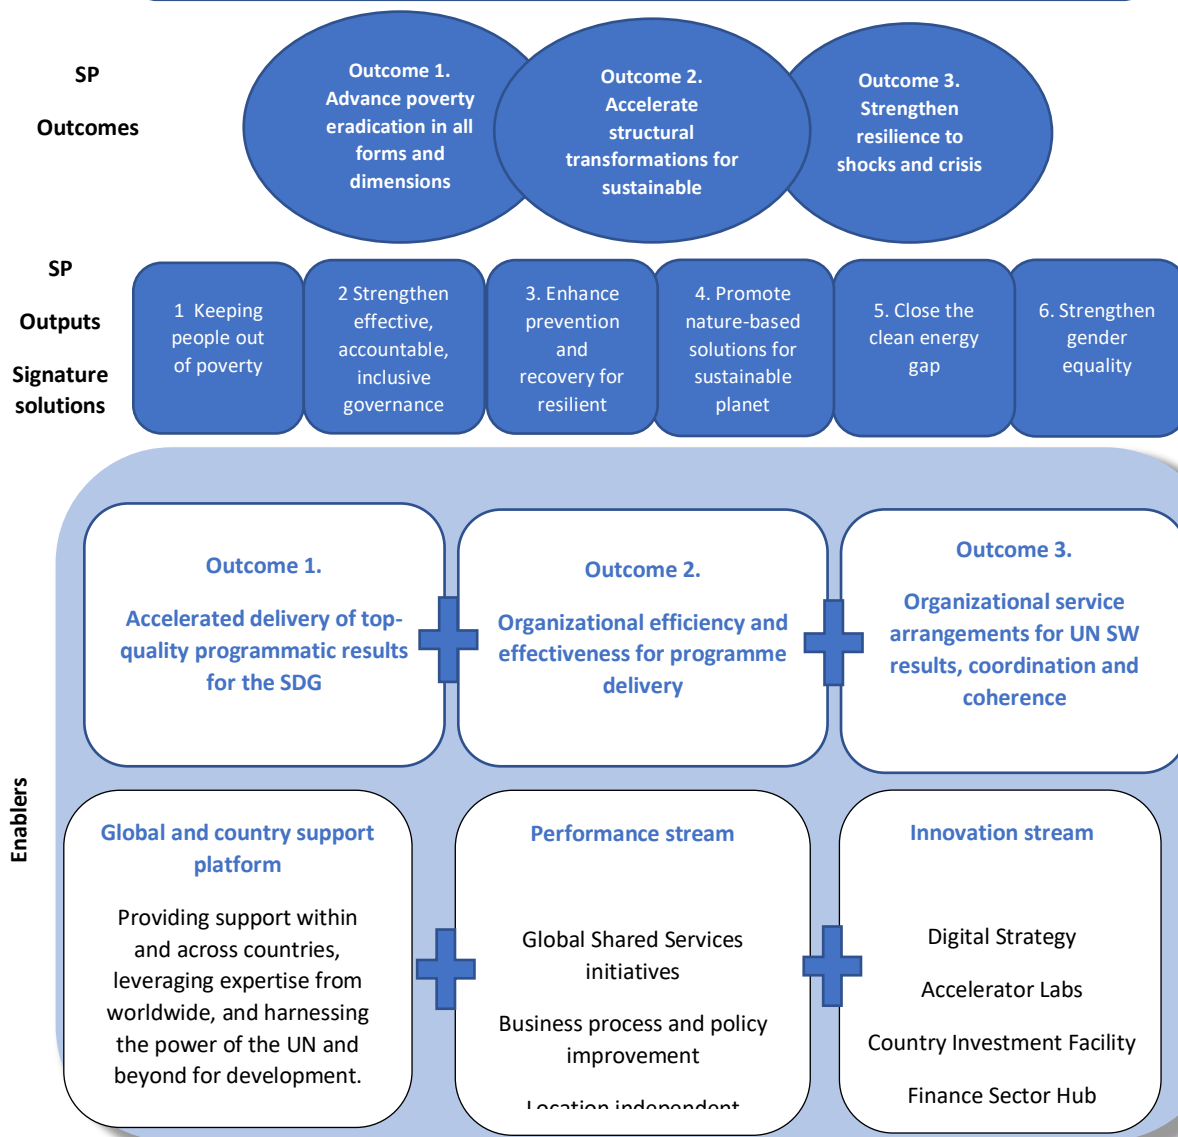 SP
Outcomes
Outcome 1.
Advance poverty
eradication in all
forms and
dimensions
Outcome 2.
Accelerate
structural
transformations for
sustainable
Outcome 3.
Strengthen
resilience to
shocks and crisis
SP
Outputs
Signature
solutions
1 Keeping
people out
of poverty
2 Strengthen
effective,
accountable,
inclusive
governance
3. Enhance
prevention
and
recovery for
resilient
4. Promote
nature-based
solutions for
sustainable
planet
5. Close the
clean energy
gap
6. Strengthen
gender
equality
Enablers
Outcome 1.
Accelerated delivery of top-
quality programmatic results
for the SDG
Outcome 2.
Organizational efficiency and
effectiveness for programme
delivery
Outcome 3.
Organizational service
arrangements for UN SW
results, coordination and
coherence
Global and country support
platform
Providing support within
and across countries,
leveraging expertise from
worldwide, and harnessing
the power of the UN and
beyond for development.
Performance stream
Global Shared Services
initiatives
Business process and policy
improvement
Location independent
Innovation stream
Digital Strategy
Accelerator Labs
Country Investment Facility
Finance Sector Hub